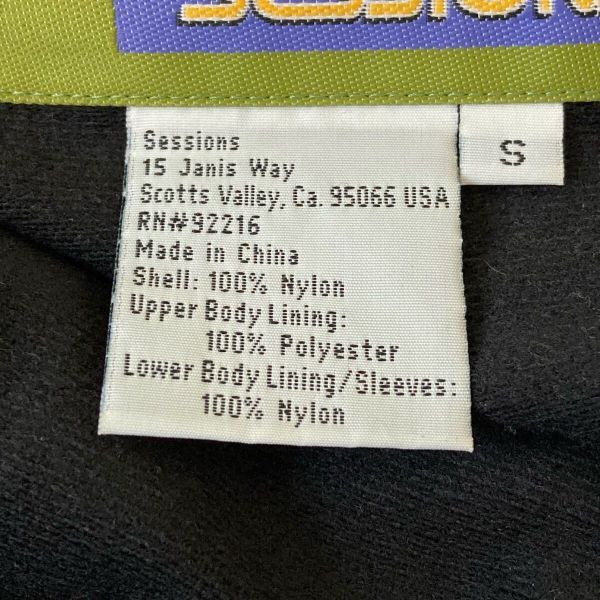 SESSION
S
Sessions
15 Janis Way
Scotts Valley, Ca. 95066 USA
RN#92216
Made in China
Shell: 100% Nylon
Upper Body Lining:
100% Polyester
Lower Body Lining/Sleeves:
100% Nylon